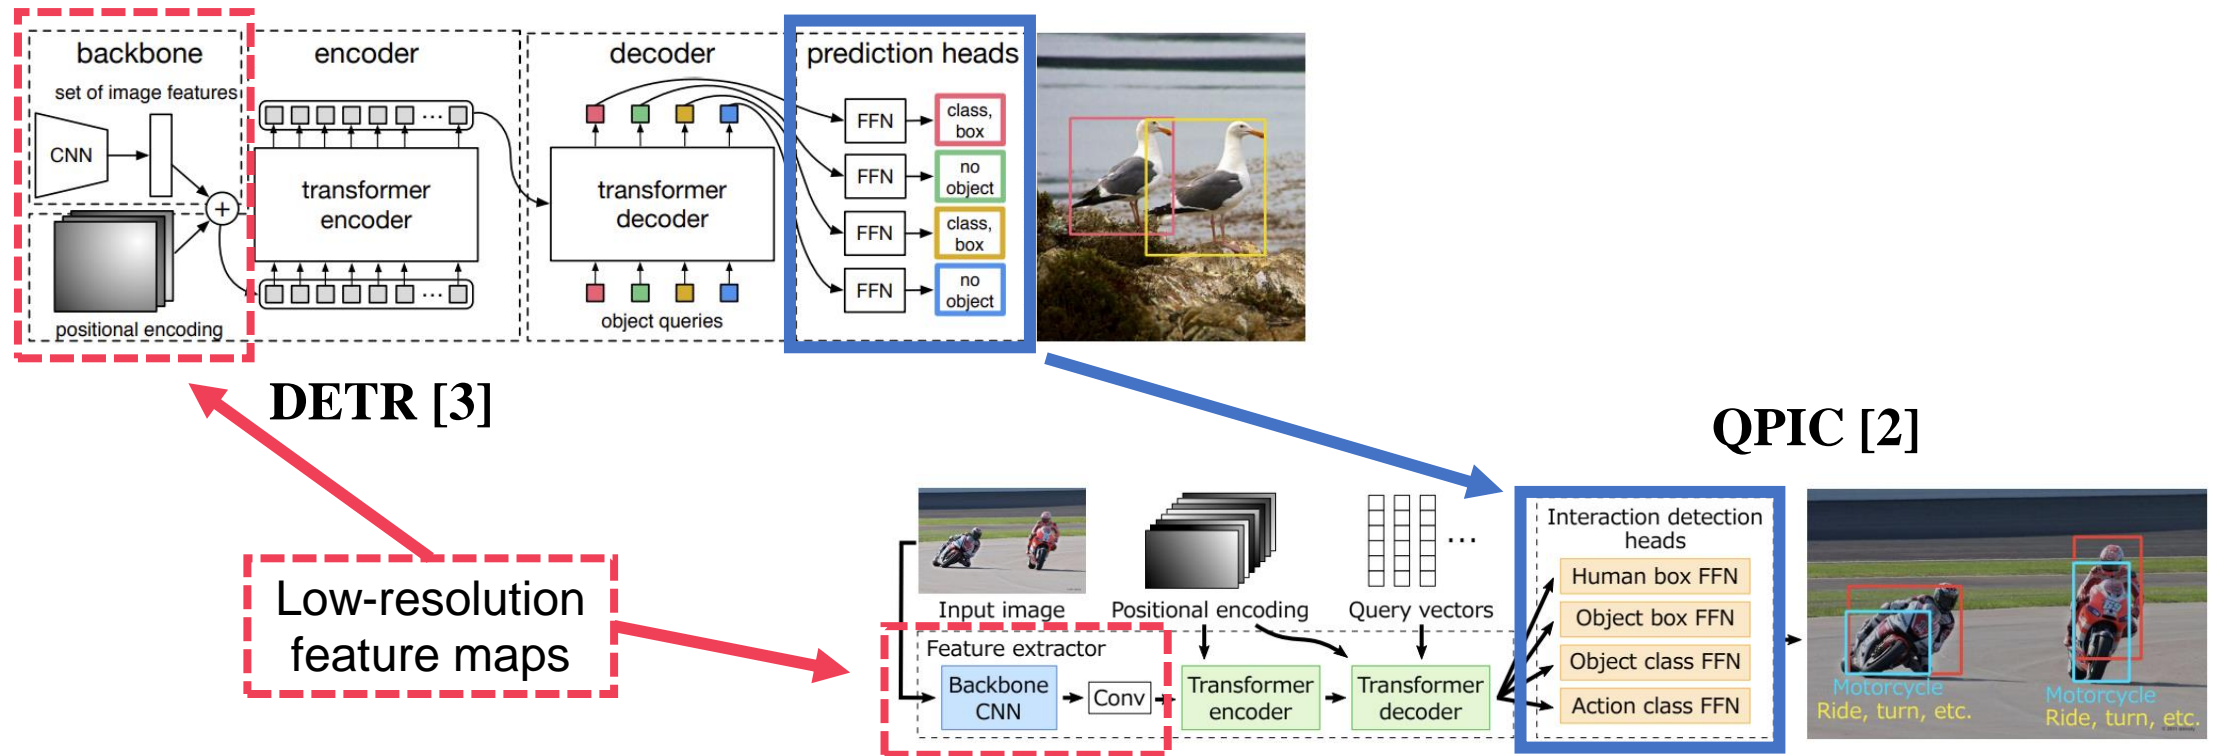 backbone
set of image features
CNN
+
positional encoding
encoder
...
transformer
encoder
...
decoder
transformer
decoder
object queries
prediction heads
FFN
class,
box
FFN
no
object
FFN
class,
box
FFN
no
object
DETR [3]
QPIC [2]
Low-resolution
feature maps
Input image
Positional encoding
...
Query vectors
Feature extractor
Backbone
CNN
Conv
Transformer
encoder
Transformer
decoder
Interaction detection
heads
Human box FFN
Object box FFN
Object class FFN
Action class FFN
Motorcycle
Ride, turn, etc.
Motorcycle
Ride, turn, etc.